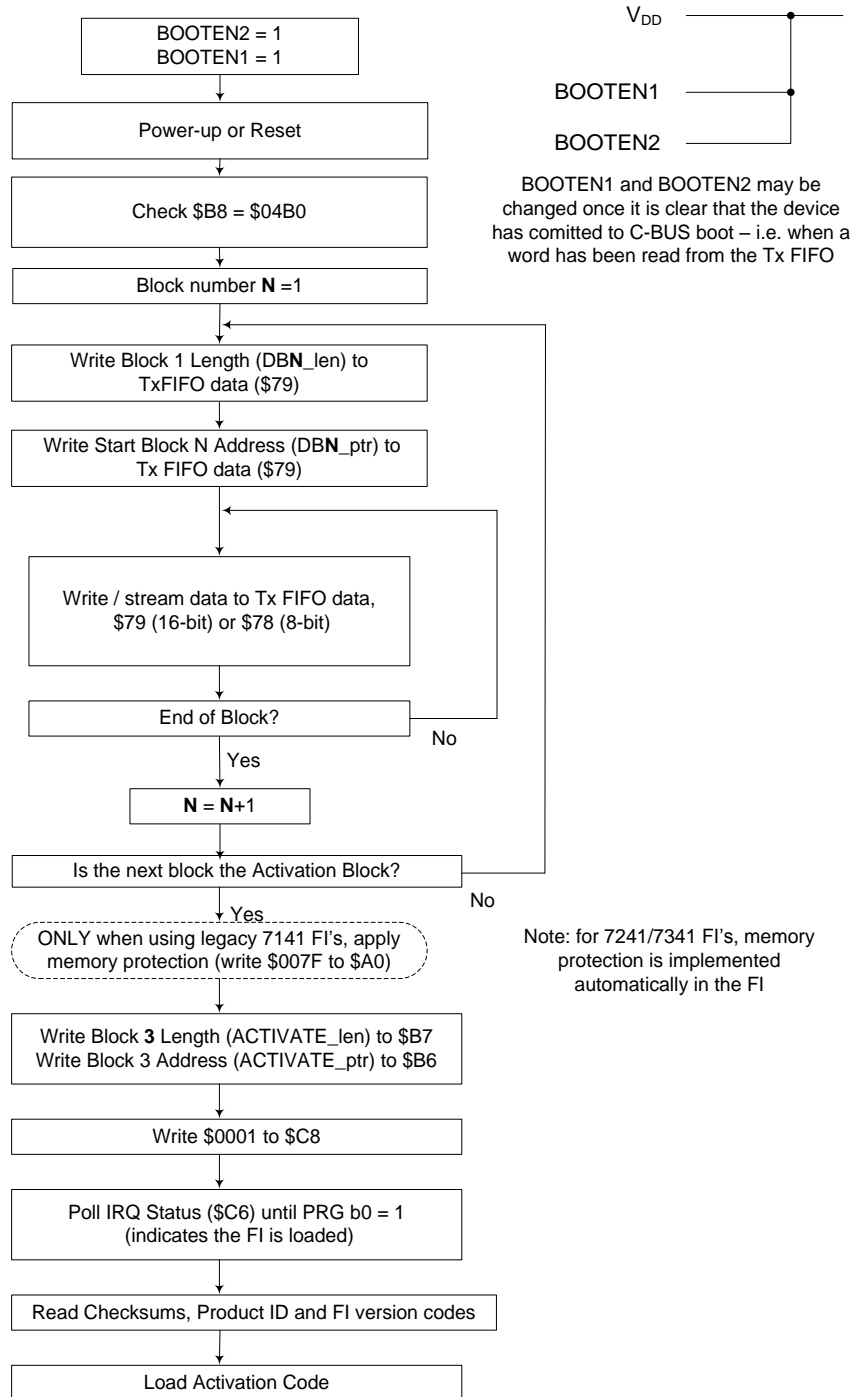 BOOTEN2 = 1
BOOTEN1 = 1
Power-up or Reset
Check $B8 = $04B0
Block number N =1
Write Block 1 Length (DBN_len) to
TxFIFO data ($79)
Write Start Block N Address (DBN_ptr) to
Tx FIFO data ($79)
Write / stream data to Tx FIFO data,
$79 (16-bit) or $78 (8-bit)
End of Block?
No
Yes
N = N+1
Is the next block the Activation Block?
No
Yes
ONLY when using legacy 7141 FI's, apply
memory protection (write $007F to $A0)
Write Block 3 Length (ACTIVATE_len) to $B7
Write Block 3 Address (ACTIVATE_ptr) to $B6
Write $0001 to $C8
Poll IRQ Status ($C6) until PRG b0 = 1
(indicates the FI is loaded)
Read Checksums, Product ID and FI version codes
Load Activation Code
VDD
BOOTEN1
BOOTEN2
BOOTEN1 and BOOTEN2 may be
changed once it is clear that the device
has comitted to C-BUS boot – i.e. when a
word has been read from the Tx FIFO
Note: for 7241/7341 FI's, memory
protection is implemented
automatically in the FI